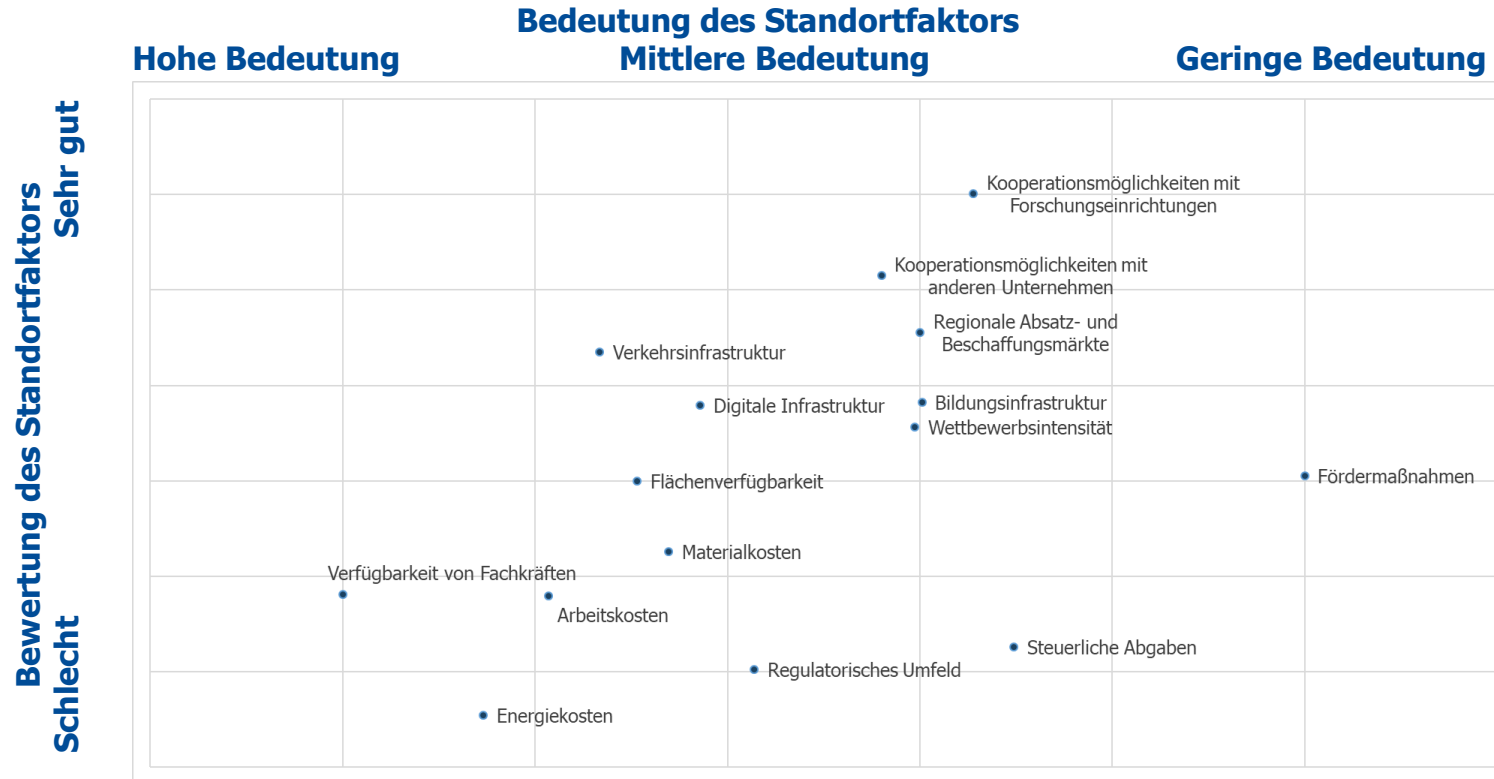 Bedeutung des Standortfaktors
Hohe Bedeutung
Mittlere Bedeutung
Geringe Bedeutung
Bewertung des Standortfaktors
Sehr gut
Schlecht
Kooperationsmöglichkeiten mit
Forschungseinrichtungen
Kooperationsmöglichkeiten mit
anderen Unternehmen
Regionale Absatz- und
Beschaffungsmärkte
Verkehrsinfrastruktur
Digitale Infrastruktur
Bildungsinfrastruktur
Wettbewerbsintensität
Flächenverfügbarkeit
Fördermaßnahmen
Materialkosten
Verfügbarkeit von Fachkräften
Arbeitskosten
Steuerliche Abgaben
Regulatorisches Umfeld
Energiekosten